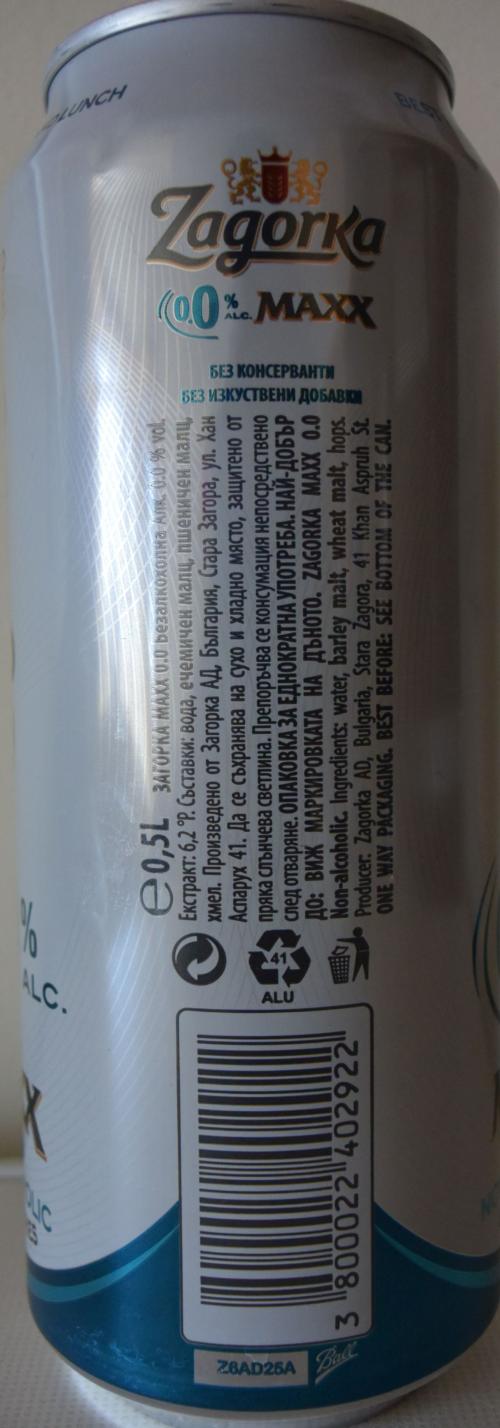 LUNCH
BEST
Zagorka
0.0 % ALC. MAXX
БЕЗ КОНСЕРВАНТИ
БЕЗ ИЗКУСТВЕНИ ДОБАВКИ
e 0,5L ЗАГОРКА МАХХ 0.0 Безалкохолна Алк. 0.0 % vol.
Екстракт: 6,2 °P. Съставки: вода, ечемичен малц, пшеничен малц,
хмел. Произведено от Загорка АД, България, Стара Загора, ул. Хан
Аспарух 41. Да се съхранява на сухо и хладно място, защитено от
пряка слънчева светлина. Препоръчва се консумация непосредствено
след отваряне. ОПАКОВКА ЗА ЕДНОКРАТНА УПОТРЕБА. НАЙ-ДОБЪР
ДО: ВИЖ МАРКИРОВКАТА НА ДЪНОТО. ZAGORKA MAXX 0.0
Non-alcoholic. Ingredients: water, barley malt, wheat malt, hops.
Producer: Zagorka AD, Bulgaria, Stara Zagora, 41 Khan Aspruh St.
ONE WAY PACKAGING. BEST BEFORE: SEE BOTTOM OF THE CAN.
41
ALU
% ALC.
3 800022 402922
Z6AD25A
Ball